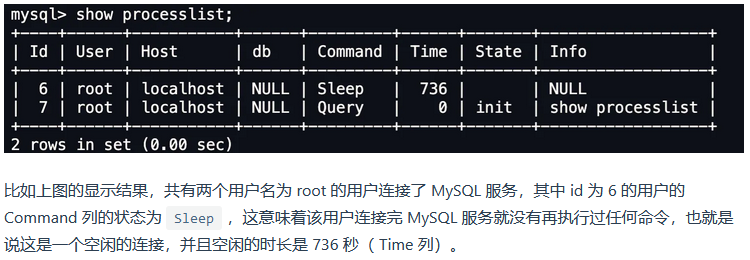 mysql> show processlist;
+----+------+-----------+------+---------+------+-------+------------------+
| Id | User | Host      | db   | Command | Time | State | Info             |
+----+------+-----------+------+---------+------+-------+------------------+
|  6 | root | localhost | NULL | Sleep   |  736 |       | NULL             |
|  7 | root | localhost | NULL | Query   |    0 | init  | show processlist |
+----+------+-----------+------+---------+------+-------+------------------+
2 rows in set (0.00 sec)
比如上图的显示结果，共有两个用户名为 root 的用户连接了 MySQL 服务，其中 id 为 6 的用户的
Command 列的状态为 Sleep ，这意味着该用户连接完 MySQL 服务就没有再执行过任何命令，也就是
说这是一个空闲的连接，并且空闲的时长是 736 秒（ Time 列）。